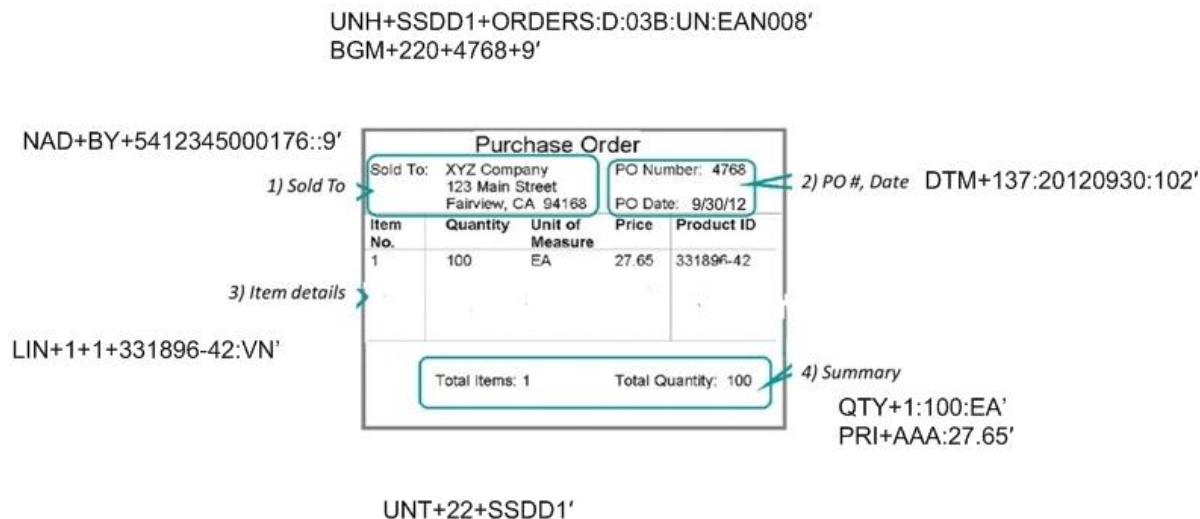 UNH+SSDD1+ORDERS:D:03B:UN:EAN008′
BGM+220+4768+9′
NAD+BY+5412345000176::9′
Purchase Order
Sold To: XYZ Company PO Number: 4768
1) Sold To 123 Main Street 2) PO #, Date DTM+137:20120930:102′
Fairview, CA 94168 PO Date: 9/30/12
Item Quantity Unit of Price Product ID
No. Measure
1 100 EA 27.65 331896-42
3) Item details
LIN+1+1+331896-42:VN’
Total Items: 1 Total Quantity: 100 4) Summary
QTY+1:100:EA’
PRI+AAA:27.65′
UNT+22+SSDD1′